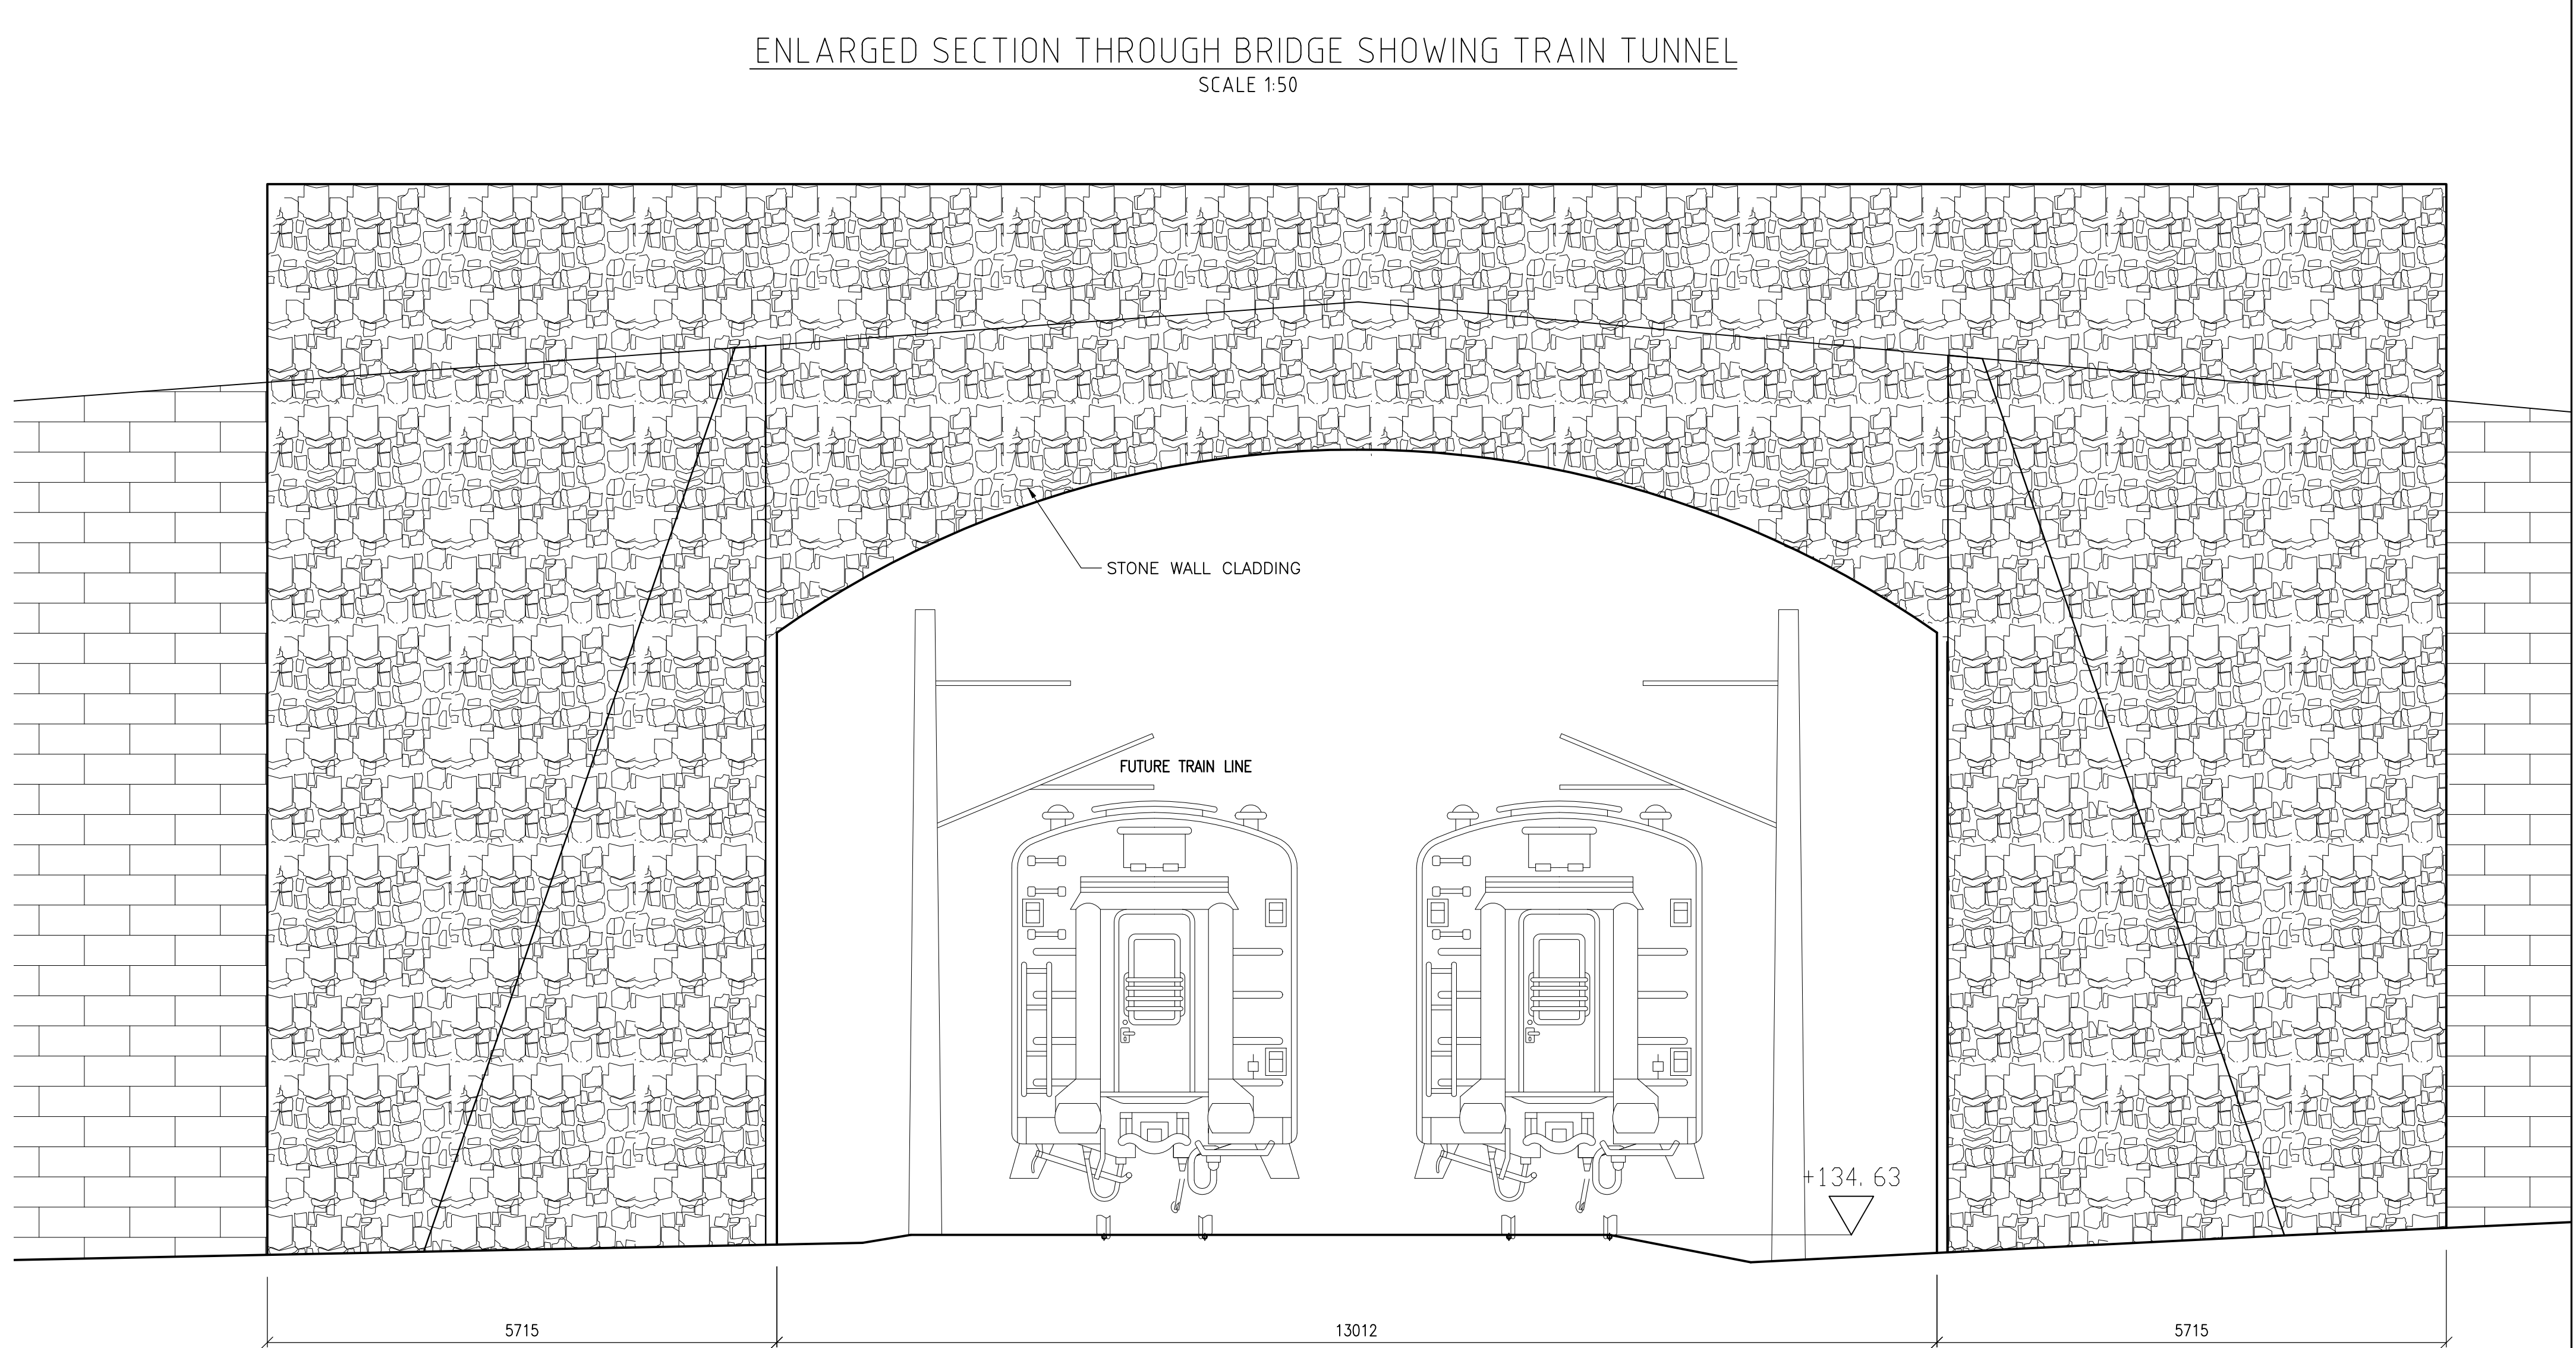 ENLARGED SECTION THROUGH BRIDGE SHOWING TRAIN TUNNEL
SCALE 1:50
STONE WALL CLADDING
FUTURE TRAIN LINE
+134.63
5715
13012
5715